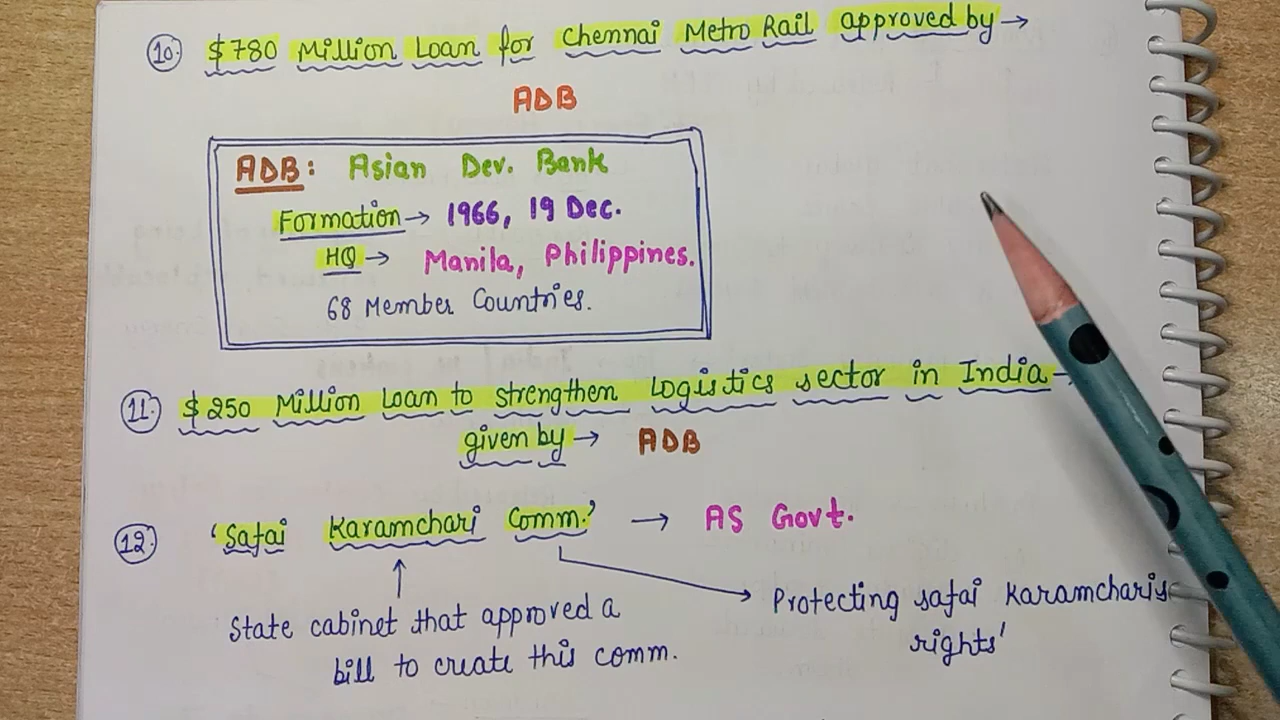 10. $780 Million Loan for Chennai Metro Rail approved by →
ADB
ADB: Asian Dev. Bank
Formation → 1966, 19 Dec.
HQ → Manila, Philippines.
68 Member Countries.
11. $250 Million Loan to strengthen Logistics sector in India →
given by → ADB
12. 'Safai Karamchari Comm.' → AS Govt.
State cabinet that approved a
bill to create this comm.
Protecting safai Karamcharis
rights'